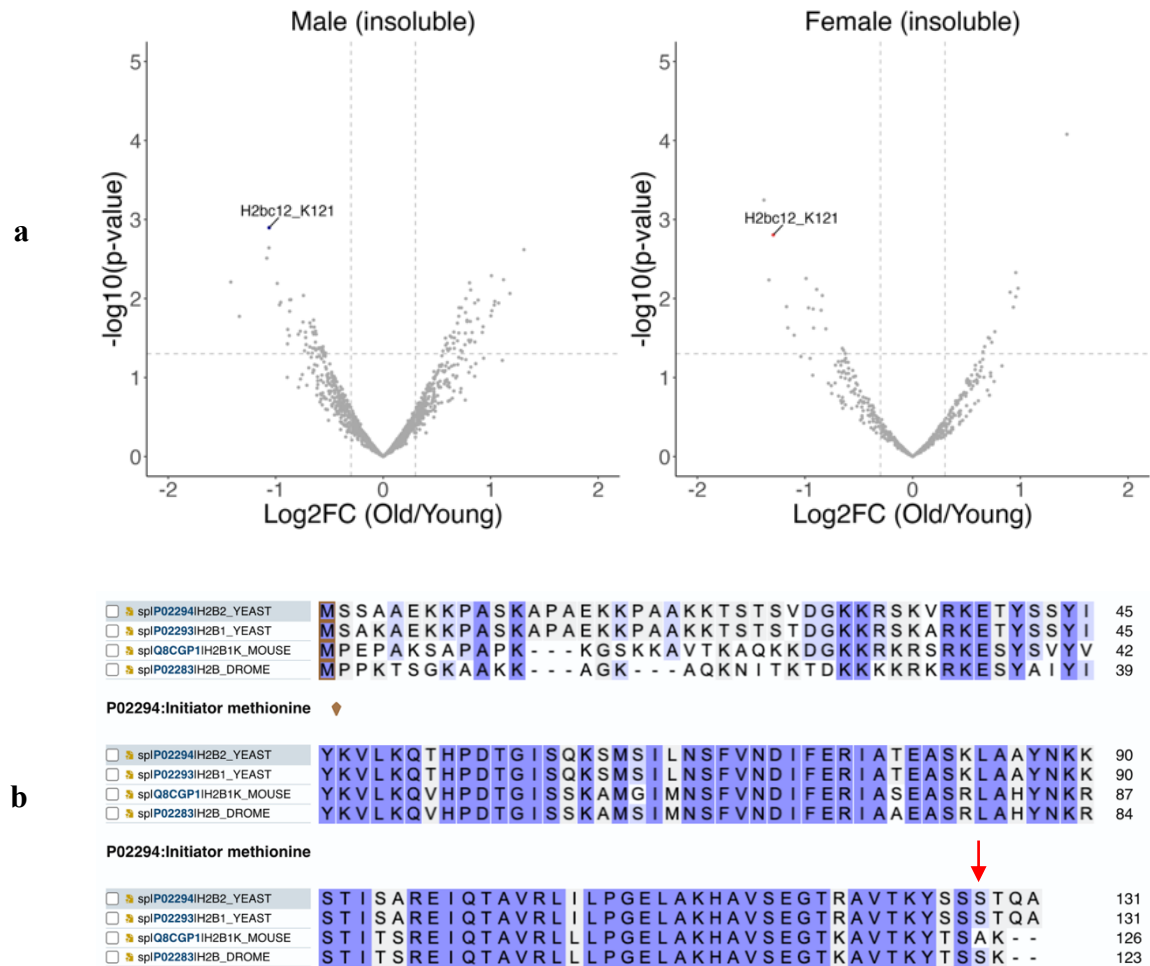 Male (insoluble)
Female (insoluble)
a
5
4
3
2
1
0
-log10(p-value)
H2bc12_K121
-2 -1 0 1 2
Log2FC (Old/Young)
5
4
3
2
1
0
-log10(p-value)
H2bc12_K121
-2 -1 0 1 2
Log2FC (Old/Young)
b
sp|P02294|H2B2_YEAST MSSAAEKKPASKAPAEKKPAAKKTSTSVDGKKRSKVRKETYSSYI 45
sp|P02293|H2B1_YEAST MSAKAEKKPASKAPAEKKPAAKKTSTSTDGKKRSKARKETYSSYI 45
sp|Q8CGP1|H2B1K_MOUSE MPEPAKSAPAPK---KGSKKAVTKAQKKDGKKRKRSRKESYSVYV 42
sp|P02283|H2B_DROME MPPKTSGKAAKK---AGK---AQKNITKTDKKKKRKRKESYAIYI 39
P02294:Initiator methionine
sp|P02294|H2B2_YEAST YKVLKQTHPDTGISQKSMSILNSFVNDIFERIATEASKLAAYNKK 90
sp|P02293|H2B1_YEAST YKVLKQTHPDTGISQKSMSILNSFVNDIFERIATEASKLAAYNKK 90
sp|Q8CGP1|H2B1K_MOUSE YKVLKQVHPDTGISSKAMGIMNSFVNDIFERIASEASRLAHYNKR 87
sp|P02283|H2B_DROME YKVLKQVHPDTGISSKAMSIMNSFVNDIFERIAAEASRLAHYNKR 84
P02294:Initiator methionine
sp|P02294|H2B2_YEAST STISAREIQTAVRLILPGELAKHAVSEGTRAVTKYSSSTQA 131
sp|P02293|H2B1_YEAST STISAREIQTAVRLILPGELAKHAVSEGTRAVTKYSSSTQA 131
sp|Q8CGP1|H2B1K_MOUSE STITSREIQTAVRLLLPGELAKHAVSEGTKAVTKYTSAK-- 126
sp|P02283|H2B_DROME STITSREIQTAVRLLLPGELAKHAVSEGTKAVTKYTSSK-- 123